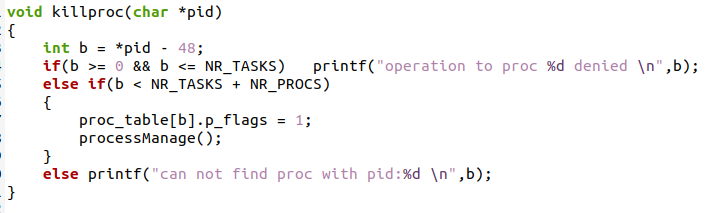 void killproc(char *pid)
{
    int b = *pid - 48;
    if(b >= 0 && b <= NR_TASKS)   printf("operation to proc %d denied \n",b);
    else if(b < NR_TASKS + NR_PROCS)
    {
        proc_table[b].p_flags = 1;
        processManage();
    }
    else printf("can not find proc with pid:%d \n",b);
}